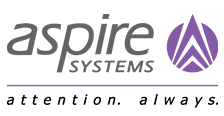 aspire
SYSTEMS
attention. always.